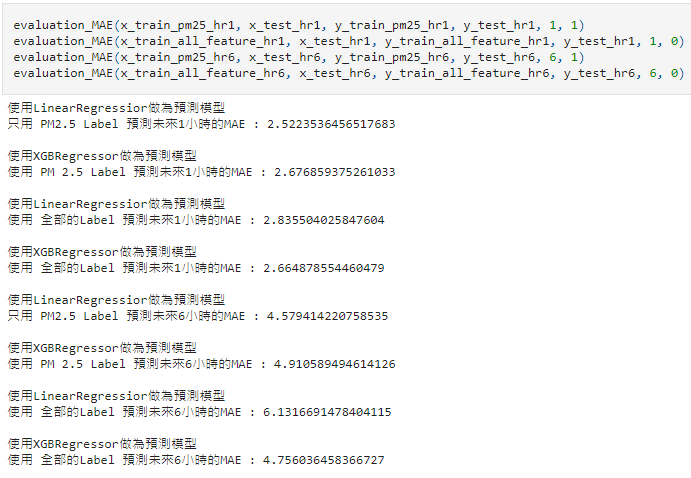 evaluation_MAE(x_train_pm25_hr1, x_test_hr1, y_train_pm25_hr1, y_test_hr1, 1, 1)
evaluation_MAE(x_train_all_feature_hr1, x_test_hr1, y_train_all_feature_hr1, y_test_hr1, 1, 0)
evaluation_MAE(x_train_pm25_hr6, x_test_hr6, y_train_pm25_hr6, y_test_hr6, 6, 1)
evaluation_MAE(x_train_all_feature_hr6, x_test_hr6, y_train_all_feature_hr6, y_test_hr6, 6, 0)
使用LinearRegressior做為預測模型
只用 PM2.5 Label 預測未來1小時的MAE : 2.5223536456517683
使用XGBRegressor做為預測模型
使用 PM 2.5 Label 預測未來1小時的MAE : 2.676859375261033
使用LinearRegressior做為預測模型
使用 全部的Label 預測未來1小時的MAE : 2.835504025847604
使用XGBRegressor做為預測模型
使用 全部的Label 預測未來1小時的MAE : 2.664878554460479
使用LinearRegressior做為預測模型
只用 PM2.5 Label 預測未來6小時的MAE : 4.579414220758535
使用XGBRegressor做為預測模型
使用 PM 2.5 Label 預測未來6小時的MAE : 4.910589494614126
使用LinearRegressior做為預測模型
使用 全部的Label 預測未來6小時的MAE : 6.1316691478404115
使用XGBRegressor做為預測模型
使用 全部的Label 預測未來6小時的MAE : 4.756036458366727